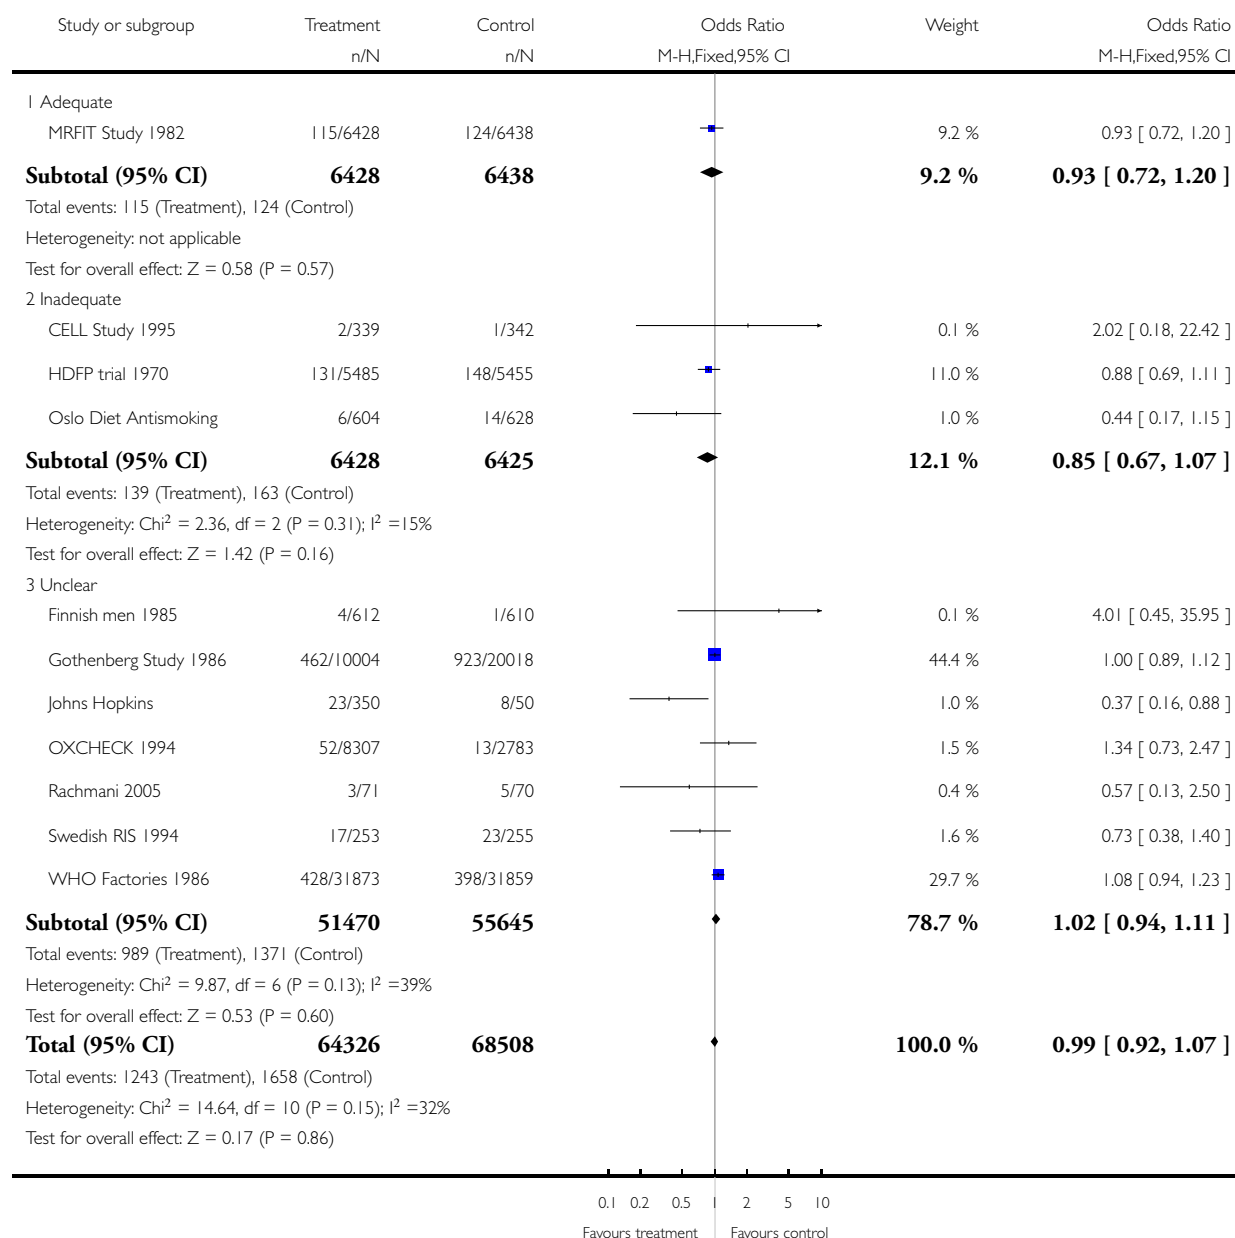 Study or subgroup Treatment Control Odds Ratio Weight Odds Ratio
n/N n/N M-H,Fixed,95% CI M-H,Fixed,95% CI
1 Adequate
MRFIT Study 1982 115/6428 124/6438 9.2 % 0.93 [ 0.72, 1.20 ]
Subtotal (95% CI) 6428 6438 9.2 % 0.93 [ 0.72, 1.20 ]
Total events: 115 (Treatment), 124 (Control)
Heterogeneity: not applicable
Test for overall effect: Z = 0.58 (P = 0.57)
2 Inadequate
CELL Study 1995 2/339 1/342 0.1 % 2.02 [ 0.18, 22.42 ]
HDFP trial 1970 131/5485 148/5455 11.0 % 0.88 [ 0.69, 1.11 ]
Oslo Diet Antismoking 6/604 14/628 1.0 % 0.44 [ 0.17, 1.15 ]
Subtotal (95% CI) 6428 6425 12.1 % 0.85 [ 0.67, 1.07 ]
Total events: 139 (Treatment), 163 (Control)
Heterogeneity: Chi² = 2.36, df = 2 (P = 0.31); I² =15%
Test for overall effect: Z = 1.42 (P = 0.16)
3 Unclear
Finnish men 1985 4/612 1/610 0.1 % 4.01 [ 0.45, 35.95 ]
Gothenberg Study 1986 462/10004 923/20018 44.4 % 1.00 [ 0.89, 1.12 ]
Johns Hopkins 23/350 8/50 1.0 % 0.37 [ 0.16, 0.88 ]
OXCHECK 1994 52/8307 13/2783 1.5 % 1.34 [ 0.73, 2.47 ]
Rachmani 2005 3/71 5/70 0.4 % 0.57 [ 0.13, 2.50 ]
Swedish RIS 1994 17/253 23/255 1.6 % 0.73 [ 0.38, 1.40 ]
WHO Factories 1986 428/31873 398/31859 29.7 % 1.08 [ 0.94, 1.23 ]
Subtotal (95% CI) 51470 55645 78.7 % 1.02 [ 0.94, 1.11 ]
Total events: 989 (Treatment), 1371 (Control)
Heterogeneity: Chi² = 9.87, df = 6 (P = 0.13); I² =39%
Test for overall effect: Z = 0.53 (P = 0.60)
Total (95% CI) 64326 68508 100.0 % 0.99 [ 0.92, 1.07 ]
Total events: 1243 (Treatment), 1658 (Control)
Heterogeneity: Chi² = 14.64, df = 10 (P = 0.15); I² =32%
Test for overall effect: Z = 0.17 (P = 0.86)
0.1 0.2 0.5 1 2 5 10
Favours treatment Favours control